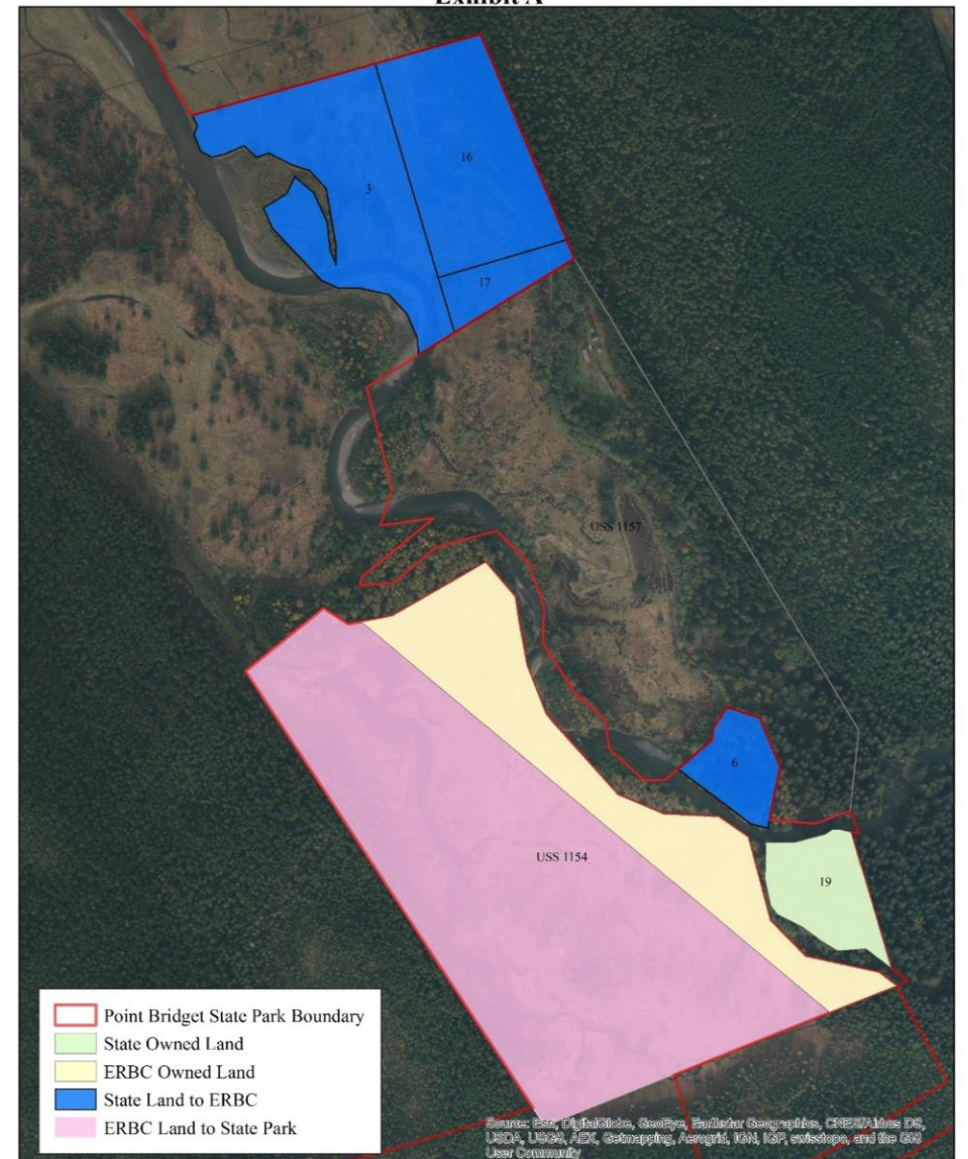 Exhibit A
16
3
17
USS 1157
6
USS 1154
19
Point Bridget State Park Boundary
State Owned Land
ERBC Owned Land
State Land to ERBC
ERBC Land to State Park
Source: Esri, DigitalGlobe, GeoEye, Earthstar Geographics, CNES/Airbus DS,
USDA, USGS, AEX, Getmapping, Aerogrid, IGN, IGP, swisstopo, and the GIS
User Community